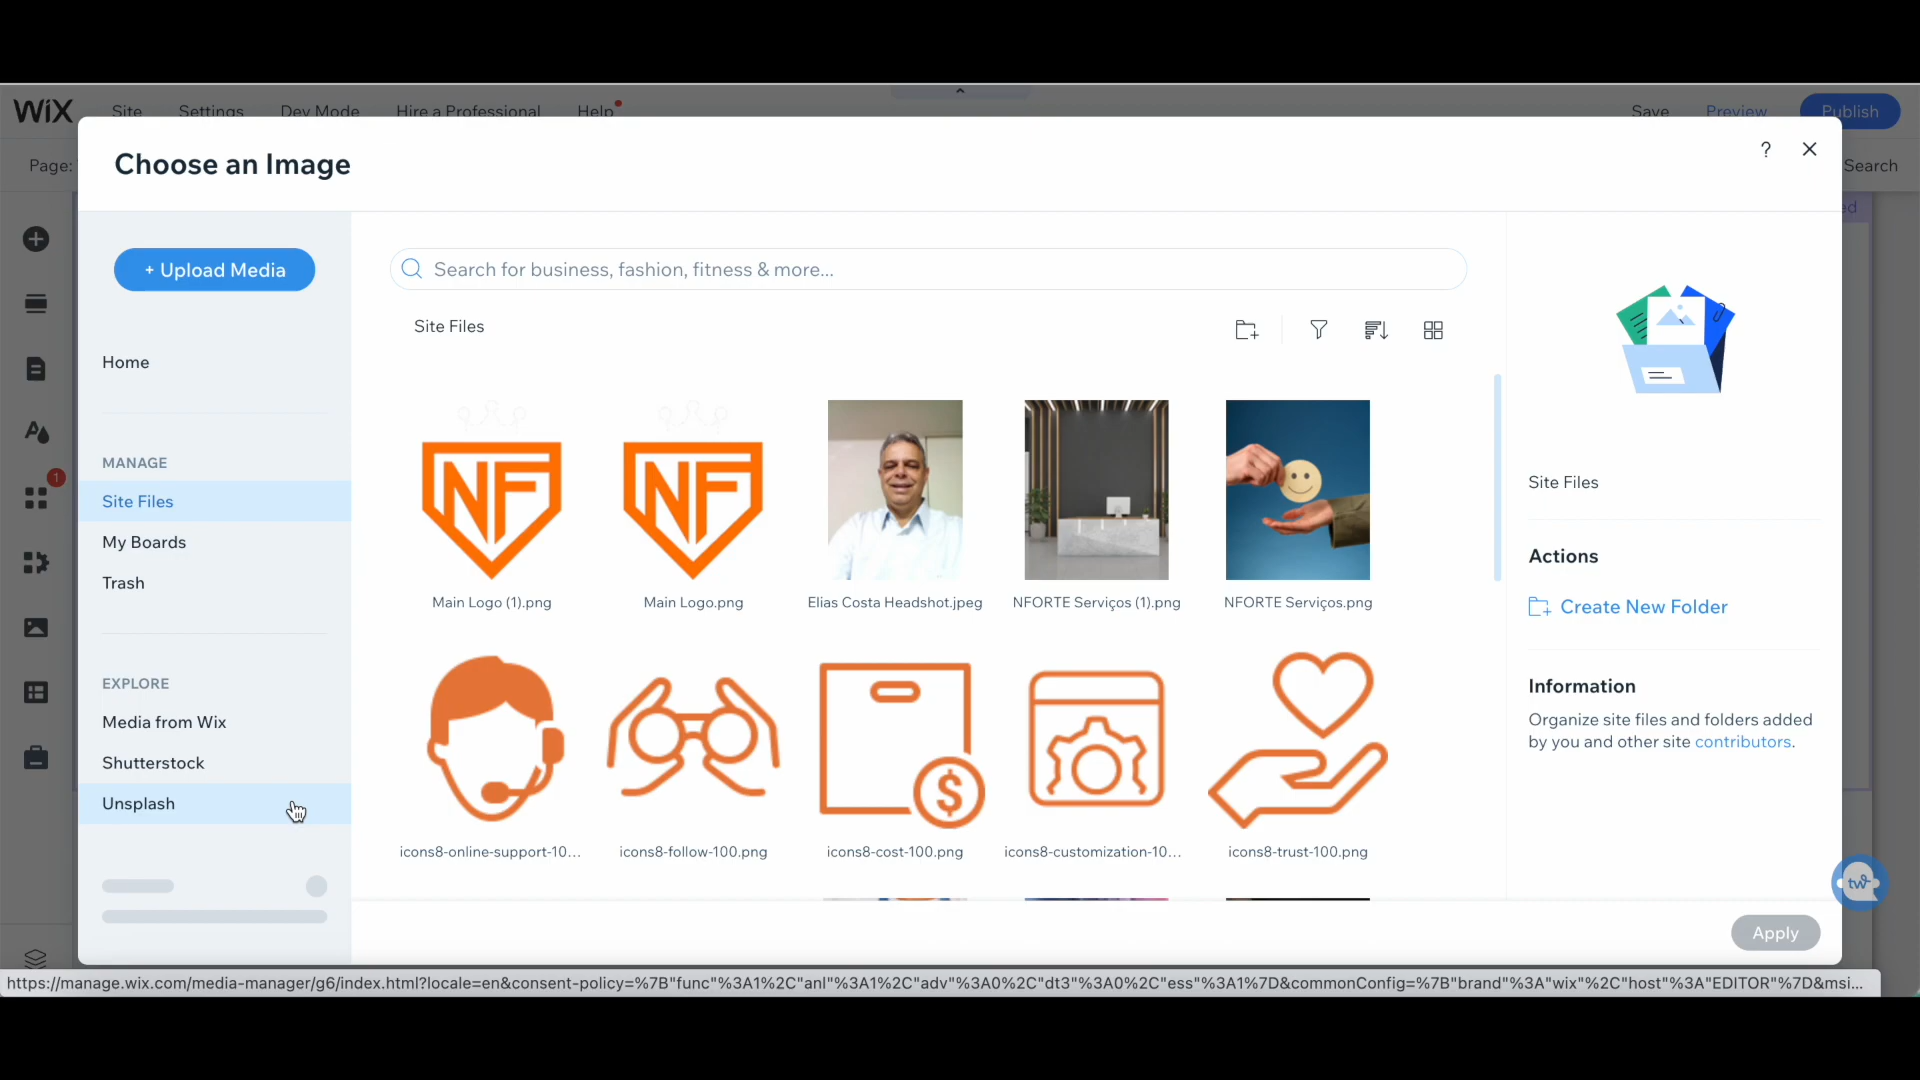 WiX
Site
Settings
Dev Mode
Hire a Professional
Help
Save
Preview
Publish
Page:
Search
Choose an Image
?
+ Upload Media
Search for business, fashion, fitness & more...
Home
Site Files
MANAGE
Site Files
My Boards
Trash
EXPLORE
Media from Wix
Shutterstock
Unsplash
1
NF
NF
Main Logo (1).png
Main Logo.png
Elias Costa Headshot.jpeg
NFORTE Serviços (1).png
NFORTE Serviços.png
$
icons8-online-support-10...
icons8-follow-100.png
icons8-cost-100.png
icons8-customization-10...
icons8-trust-100.png
Site Files
Actions
Create New Folder
Information
Organize site files and folders added
by you and other site contributors.
tw
Apply
https://manage.wix.com/media-manager/g6/index.html?locale=en&consent-policy=%7B"func"%3A1%2C"anl"%3A1%2C"adv"%3A0%2C"dt3"%3A0%2C"ess"%3A1%7D&commonConfig=%7B"brand"%3A"wix"%2C"host"%3A"EDITOR"%7D&msi...